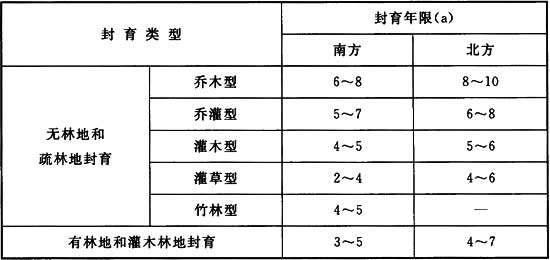 封育类型 封育年限(a)
南方 北方
无林地和疏林地封育 乔木型 6～8 8～10
乔灌型 5～7 6～8
灌木型 4～5 5～6
灌草型 2～4 4～6
竹林型 4～5 —
有林地和灌木林地封育 3～5 4～7